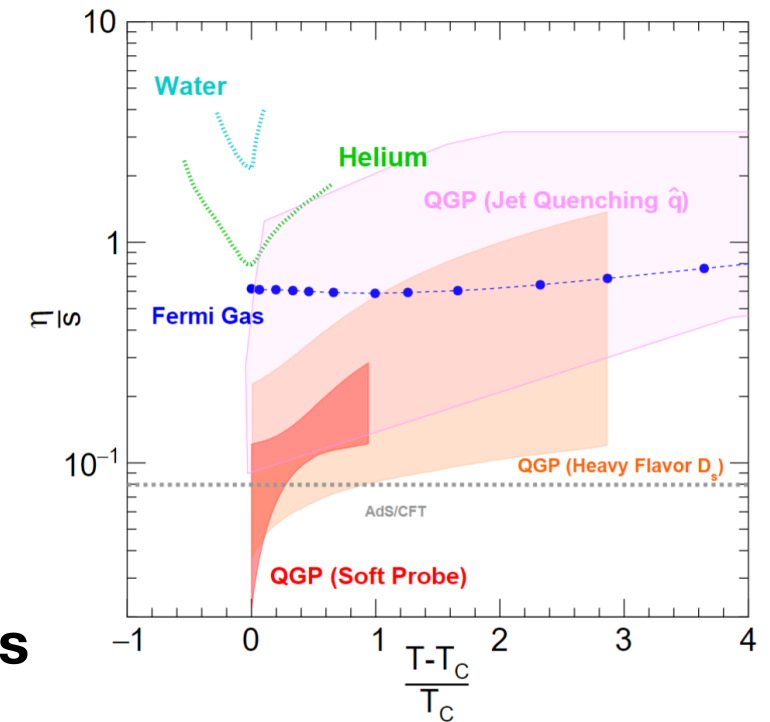 10
Water
Helium
QGP (Jet Quenching q̂)
1
Fermi Gas
η/s
10⁻¹
QGP (Heavy Flavor Dₛ)
AdS/CFT
QGP (Soft Probe)
s
−1 0 1 2 3 4
T-T_C
T_C